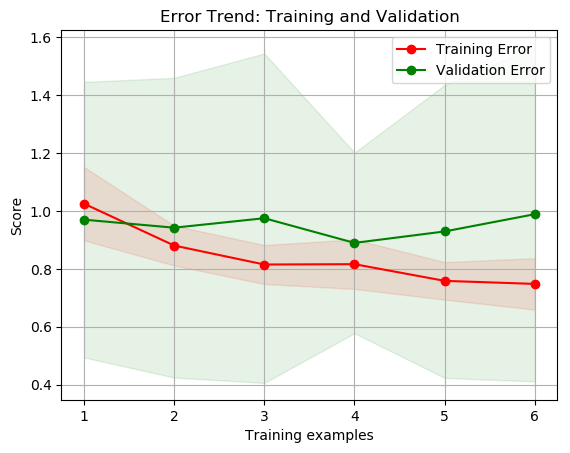 Error Trend: Training and Validation
1.6
1.4
1.2
1.0
0.8
0.6
0.4
Score
Training Error
Validation Error
1 2 3 4 5 6
Training examples